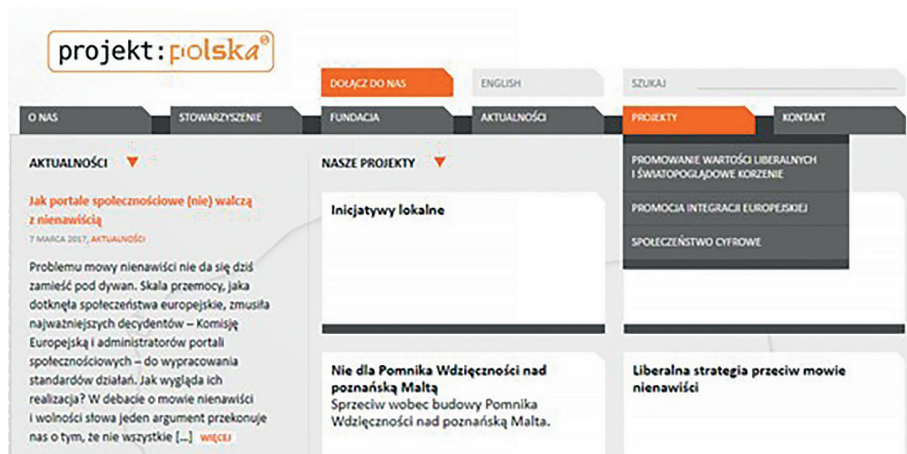 projekt:polska®
DOŁĄCZ DO NAS
ENGLISH
SZUKAJ
O NAS
STOWARZYSZENIE
FUNDACJA
AKTUALNOŚCI
PROJEKTY
KONTAKT
PROMOWANIE WARTOŚCI LIBERALNYCH
I ŚWIATOPOGLĄDOWE KORZENIE
PROMOCJA INTEGRACJI EUROPEJSKIEJ
SPOŁECZEŃSTWO CYFROWE
AKTUALNOŚCI
Jak portale społecznościowe (nie) walczą
z nienawiścią
7 MARCA 2017, AKTUALNOŚCI
Problemu mowy nienawiści nie da się dziś
zamieść pod dywan. Skala przemocy, jaka
dotknęła społeczeństwa europejskie, zmusiła
najważniejszych decydentów – Komisję
Europejską i administratorów portali
społecznościowych – do wypracowania
standardów działań. Jak wygląda ich
realizacja? W debacie o mowie nienawiści
i wolności słowa jeden argument przekonuje
nas o tym, że nie wszystkie [...] WIĘCEJ
NASZE PROJEKTY
Inicjatywy lokalne
Nie dla Pomnika Wdzięczności nad
poznańską Maltą
Sprzeciw wobec budowy Pomnika
Wdzięczności nad poznańską Malta.
Liberalna strategia przeciw mowie
nienawiści